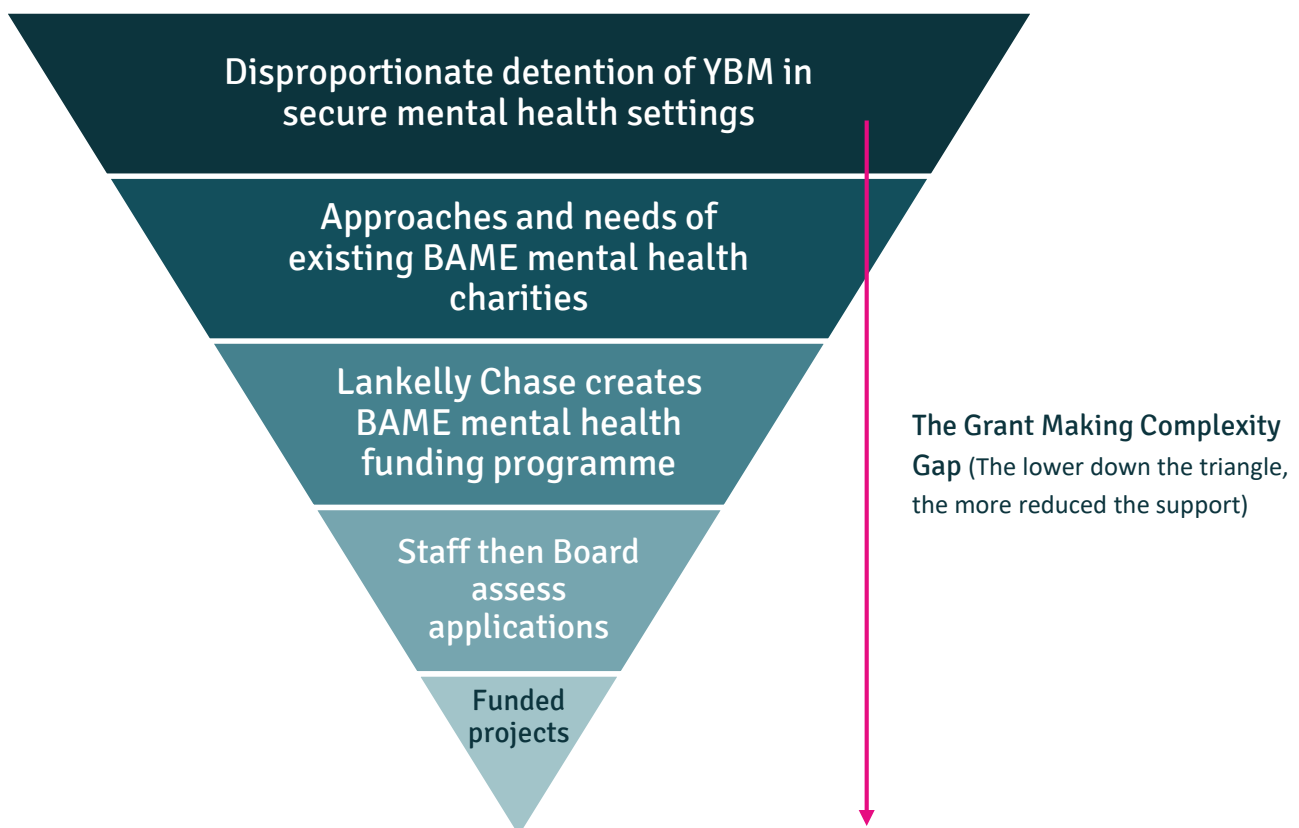 Disproportionate detention of YBM in
secure mental health settings
Approaches and needs of
existing BAME mental health
charities
Lankelly Chase creates
BAME mental health
funding programme
Staff then Board
assess
applications
Funded
projects
The Grant Making Complexity
Gap (The lower down the triangle,
the more reduced the support)